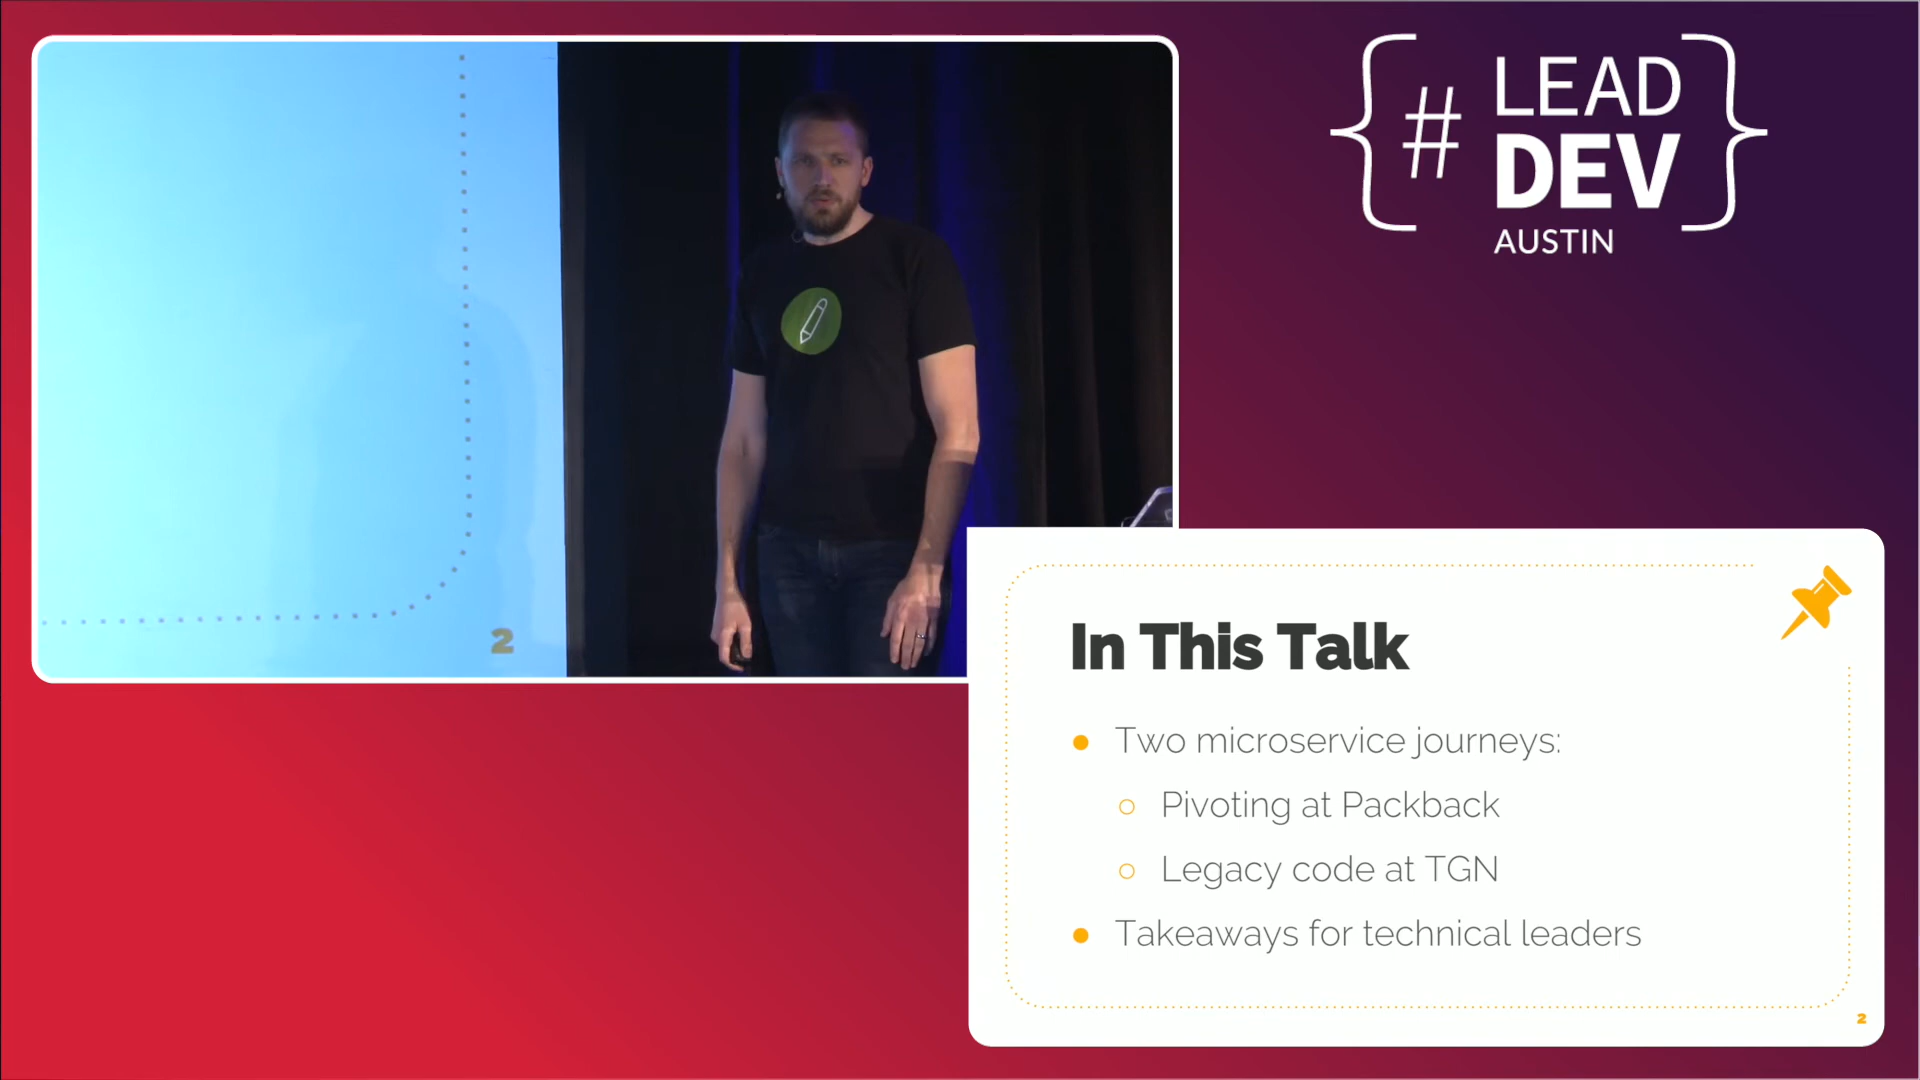 # LEAD
DEV
AUSTIN
2
In This Talk
Two microservice journeys:
Pivoting at Packback
Legacy code at TGN
Takeaways for technical leaders
2